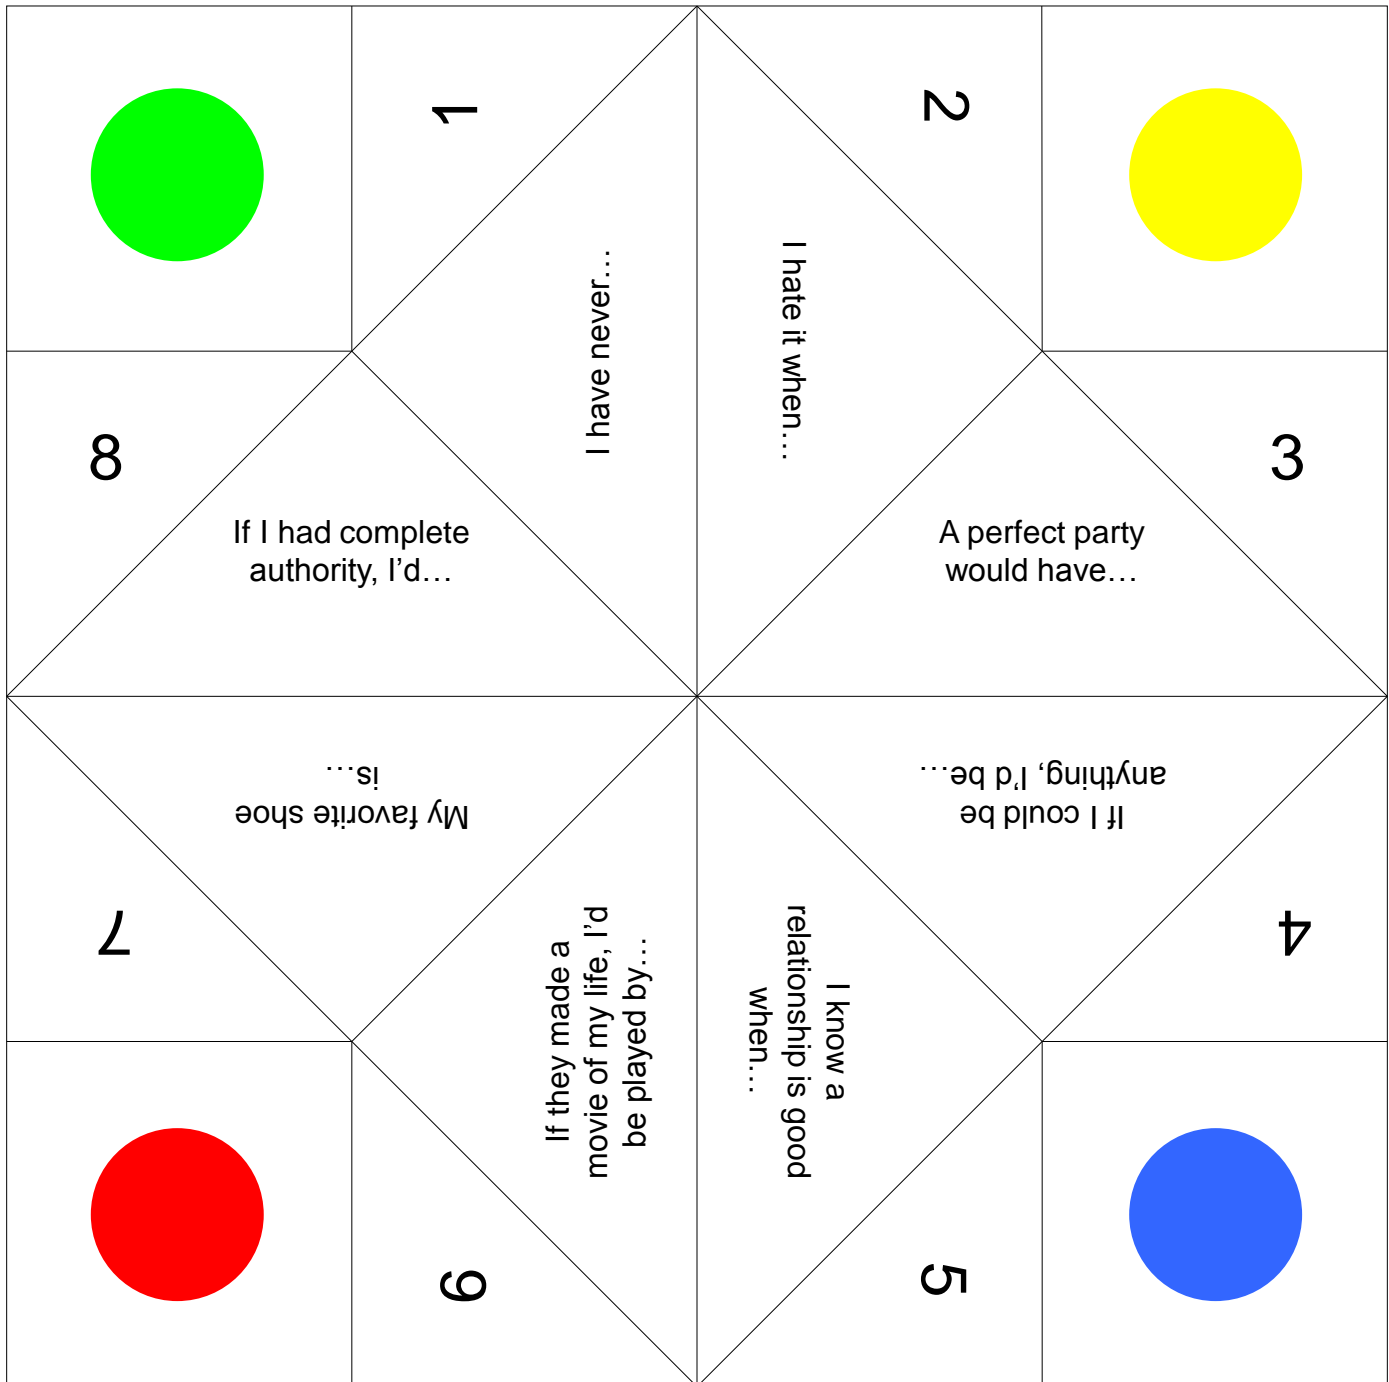 1
2
I have never…
I hate it when…
8
3
If I had complete
authority, I’d…
A perfect party
would have…
My favorite shoe
is…
If I could be
anything, I’d be…
7
4
If they made a
movie of my life, I’d
be played by…
I know a
relationship is good
when…
6
5